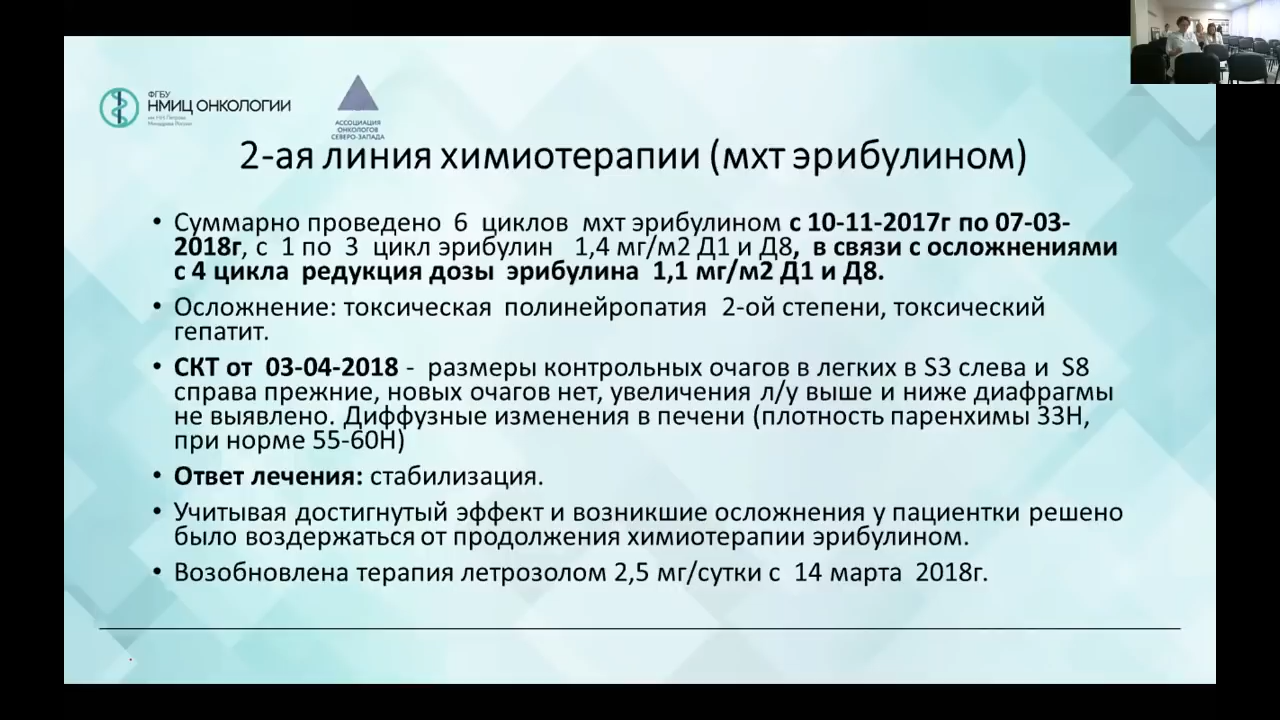 ФГБУ
НМИЦ ОНКОЛОГИИ
им. Н.Н. Петрова
Минздрава России
АССОЦИАЦИЯ
ОНКОЛОГОВ
СЕВЕРО-ЗАПАДА
2-ая линия химиотерапии (мхт эрибулином)
• Суммарно проведено 6 циклов мхт эрибулином с 10-11-2017г по 07-03-
2018г, с 1 по 3 цикл эрибулин 1,4 мг/м2 Д1 и Д8, в связи с осложнениями
с 4 цикла редукция дозы эрибулина 1,1 мг/м2 Д1 и Д8.
• Осложнение: токсическая полинейропатия 2-ой степени, токсический
гепатит.
• СКТ от 03-04-2018 - размеры контрольных очагов в легких в S3 слева и S8
справа прежние, новых очагов нет, увеличения л/у выше и ниже диафрагмы
не выявлено. Диффузные изменения в печени (плотность паренхимы 33Н,
при норме 55-60Н)
• Ответ лечения: стабилизация.
• Учитывая достигнутый эффект и возникшие осложнения у пациентки решено
было воздержаться от продолжения химиотерапии эрибулином.
• Возобновлена терапия летрозолом 2,5 мг/сутки с 14 марта 2018г.